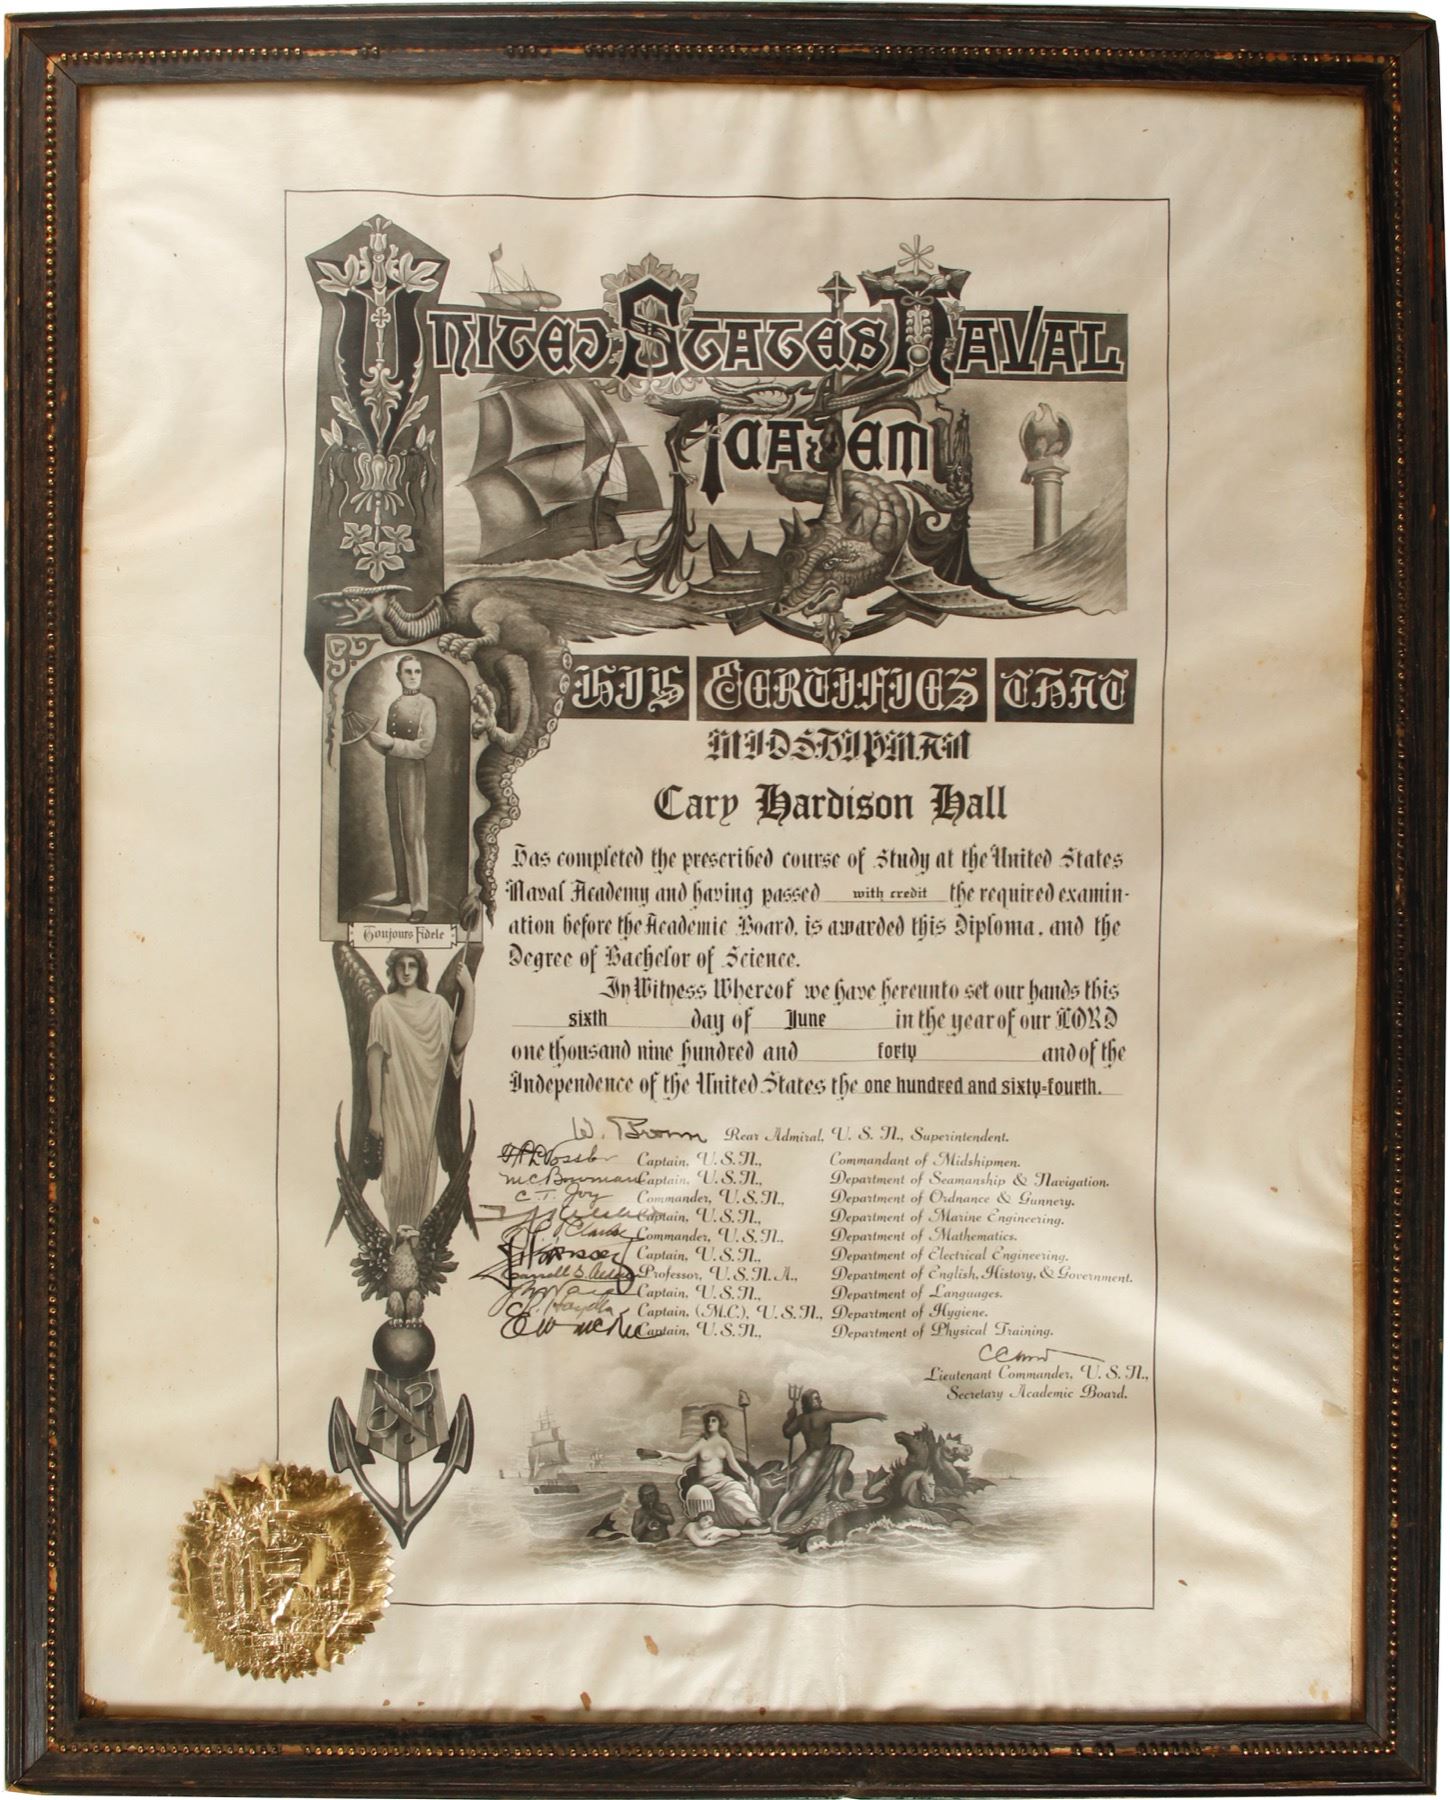 United States Naval
Academy
This Certifies that
Midshipman
Cary Hardison Hall
Has completed the prescribed course of study at the United States
Naval Academy and having passed with credit the required examin-
ation before the Academic Board, is awarded this Diploma, and the
Degree of Bachelor of Science.
In Witness Whereof we have hereunto set our hands this
sixth day of June in the year of our LORD
one thousand nine hundred and forty and of the
Independence of the United States the one hundred and sixty-fourth.
W. Brown Rear Admiral, U. S. N., Superintendent.
Captain, U. S. N., Commandant of Midshipmen.
Captain, U. S. N., Department of Seamanship & Navigation.
C. T. Joy Commander, U. S. N., Department of Ordnance & Gunnery.
Captain, U. S. N., Department of Marine Engineering.
Clarke Commander, U. S. N., Department of Mathematics.
Captain, U. S. N., Department of Electrical Engineering.
Professor, U. S. N. A., Department of English, History, & Government.
Captain, U. S. N., Department of Languages.
Captain, (M.C.), U. S. N., Department of Hygiene.
Captain, U. S. N., Department of Physical Training.
Lieutenant Commander, U. S. N.,
Secretary Academic Board.
Toujours Fidele